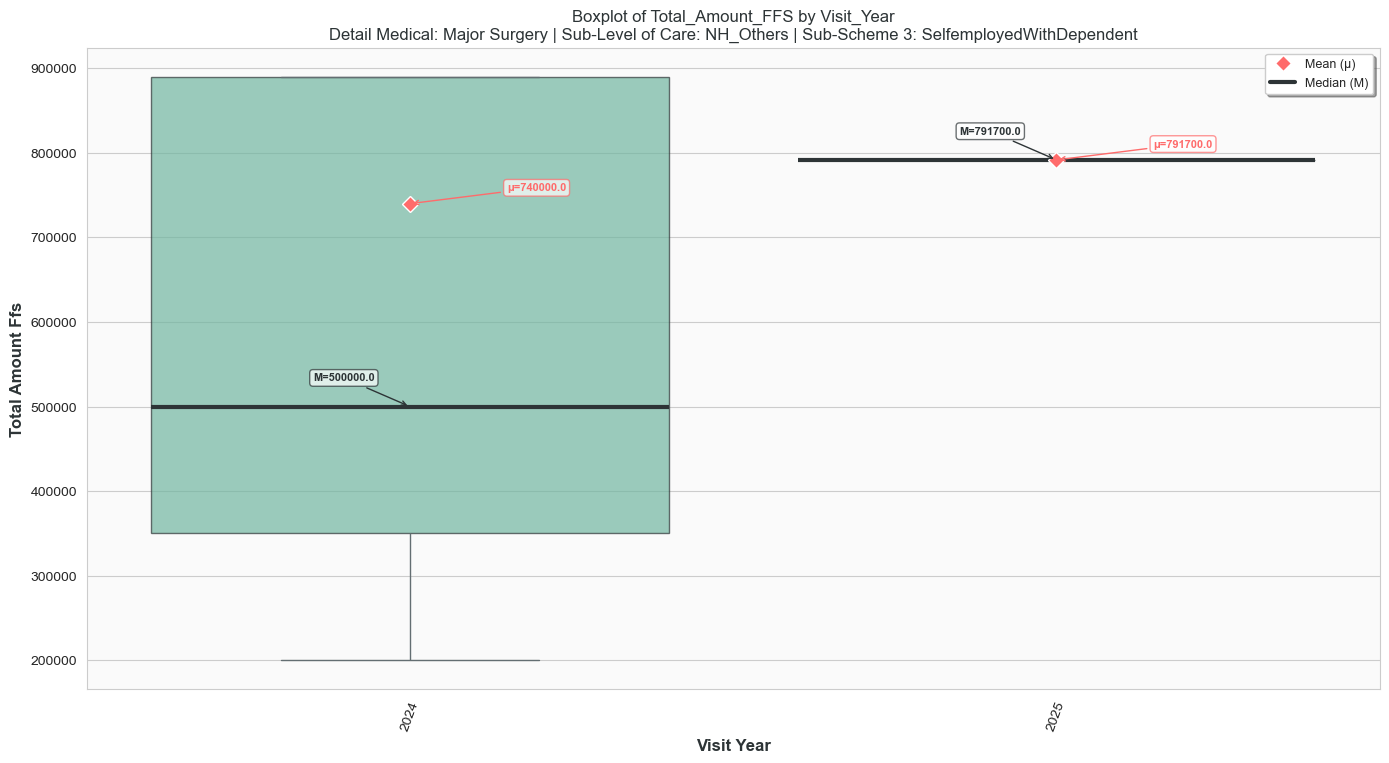 Boxplot of Total_Amount_FFS by Visit_Year
Detail Medical: Major Surgery | Sub-Level of Care: NH_Others | Sub-Scheme 3: SelfemployedWithDependent
Mean (μ)
Median (M)
900000
800000
700000
600000
500000
400000
300000
200000
Total Amount Ffs
M=791700.0
μ=791700.0
μ=740000.0
M=500000.0
2024
2025
Visit Year